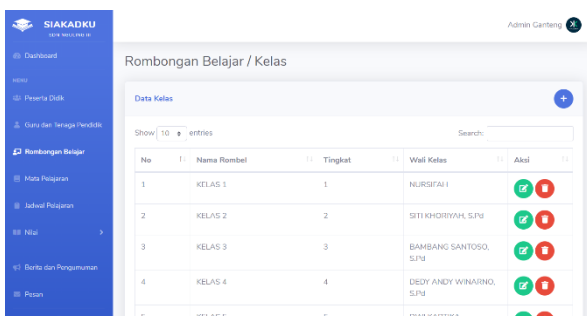 SIAKADKU
Admin Ganteng
Dashboard
Rombongan Belajar / Kelas
MENU
Peserta Didik
Data Kelas
Guru dan Tenaga Pendidik
Show 10 entries
Search:
Rombongan Belajar
No Nama Rombel Tingkat Wali Kelas Aksi
Mata Pelajaran
1 KELAS 1 1
Jadwal Pelajaran
2 KELAS 2 2 SITI KHORIYAH, S.Pd
Nilai
3 KELAS 3 3 BAMBANG SANTOSO,
S.Pd
Berita dan Pengumuman
4 KELAS 4 4 DEDY ANDY WINARNO,
S.Pd
Pesan